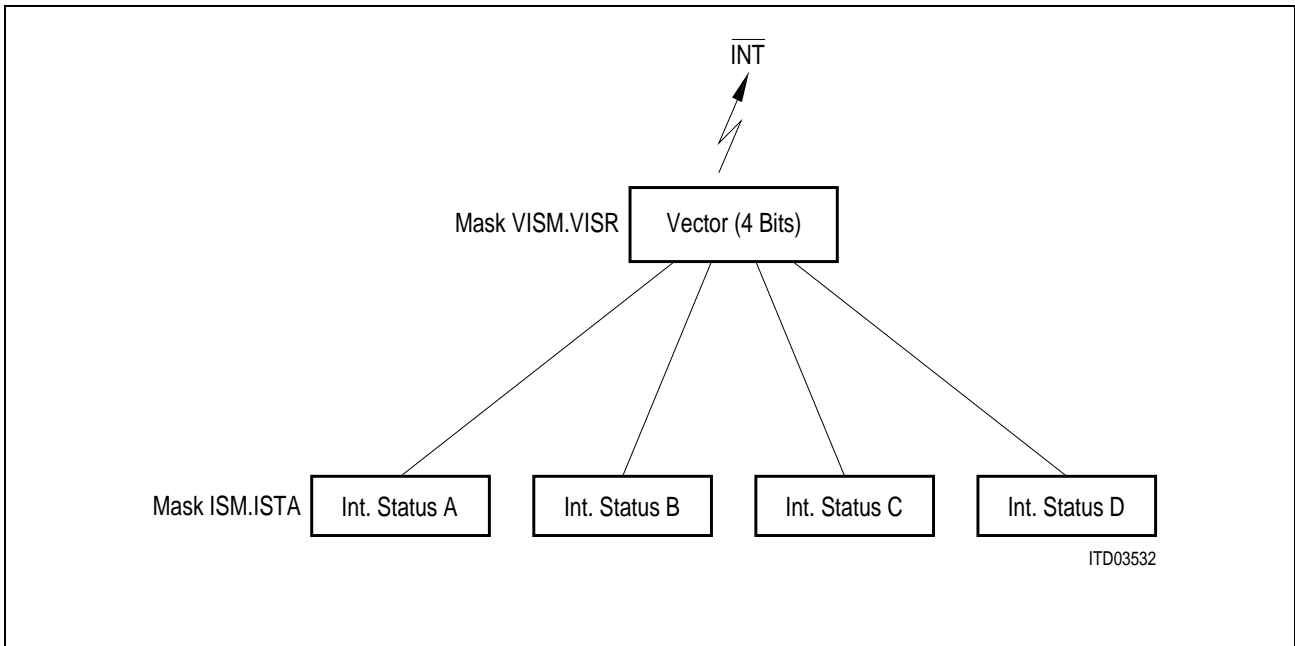 INT
Mask VISM.VISR
Vector (4 Bits)
Mask ISM.ISTA
Int. Status A
Int. Status B
Int. Status C
Int. Status D
ITD03532